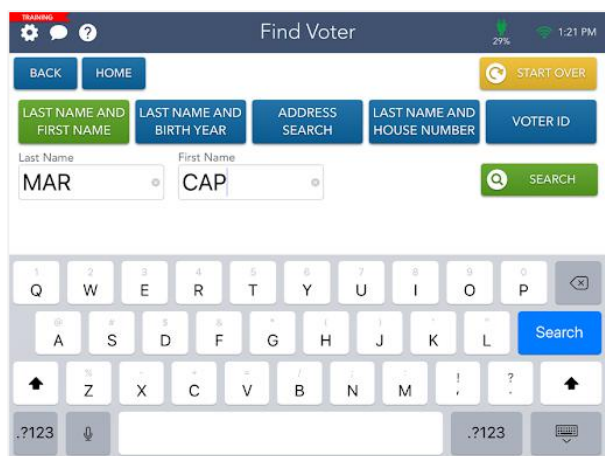 TRAINING
? Find Voter 29% 1:21 PM
BACK HOME START OVER
LAST NAME AND FIRST NAME
LAST NAME AND BIRTH YEAR
ADDRESS SEARCH
LAST NAME AND HOUSE NUMBER
VOTER ID
Last Name First Name
MAR CAP SEARCH
1 2 3 4 5 6 7 8 9 0
Q W E R T Y U I O P
A S D F G H J K L Search
Z X C V B N M ! , ? .
.?123 .?123